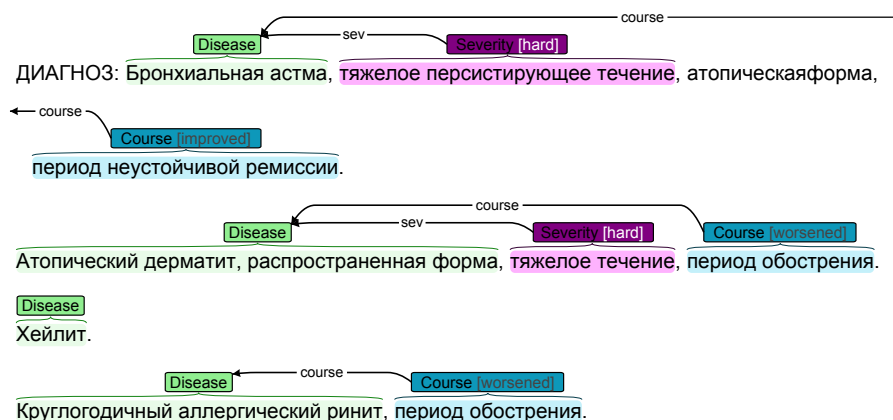 course
sev
Disease Severity [hard]
ДИАГНОЗ: Бронхиальная астма, тяжелое персистирующее течение, атопическаяформа,
course
Course [improved]
период неустойчивой ремиссии.
course
sev
Disease Severity [hard] Course [worsened]
Атопический дерматит, распространенная форма, тяжелое течение, период обострения.
Disease
Хейлит.
course
Disease Course [worsened]
Круглогодичный аллергический ринит, период обострения.